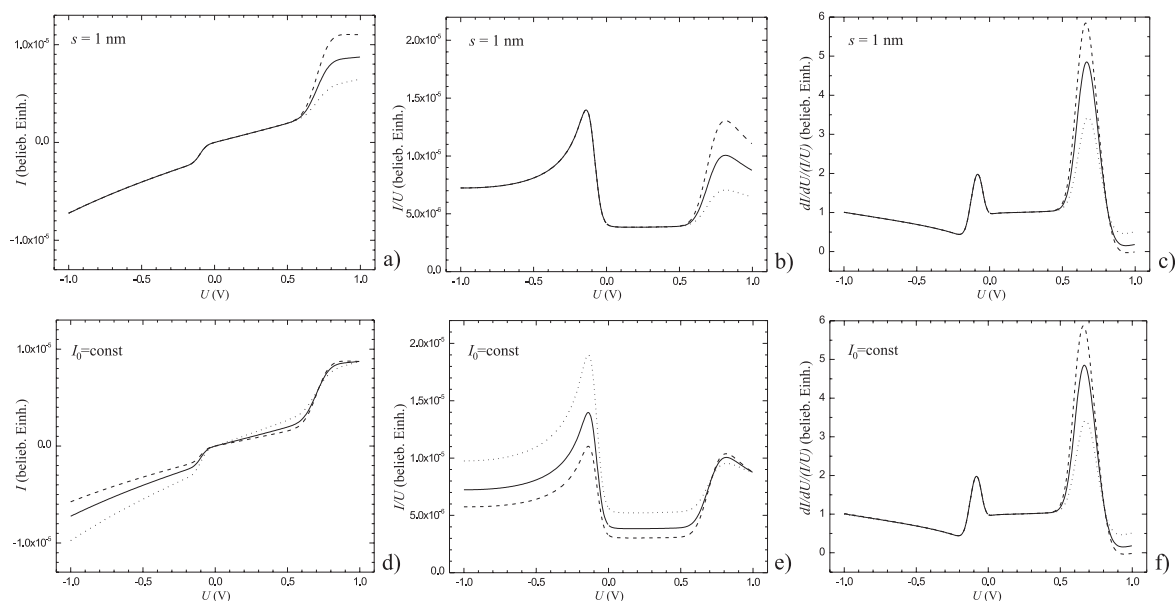 s = 1 nm
I (belieb. Einh.)
1.0x10⁻⁵
0.0
-1.0x10⁻⁵
-1.0 -0.5 0.0 0.5 1.0
U (V)
a)
s = 1 nm
I/U (belieb. Einh.)
2.0x10⁻⁵
1.5x10⁻⁵
1.0x10⁻⁵
5.0x10⁻⁶
0.0
-1.0 -0.5 0.0 0.5 1.0
U (V)
b)
s = 1 nm
dI/dU/(I/U) (belieb. Einh.)
6
5
4
3
2
1
0
-1.0 -0.5 0.0 0.5 1.0
U (V)
c)
I₀=const
I (belieb. Einh.)
1.0x10⁻⁵
0.0
-1.0x10⁻⁵
-1.0 -0.5 0.0 0.5 1.0
U (V)
d)
I₀=const
I/U (belieb. Einh.)
2.0x10⁻⁵
1.5x10⁻⁵
1.0x10⁻⁵
5.0x10⁻⁶
0.0
-1.0 -0.5 0.0 0.5 1.0
U (V)
e)
I₀=const
dI/dU/(I/U) (belieb. Einh.)
6
5
4
3
2
1
0
-1.0 -0.5 0.0 0.5 1.0
U (V)
f)